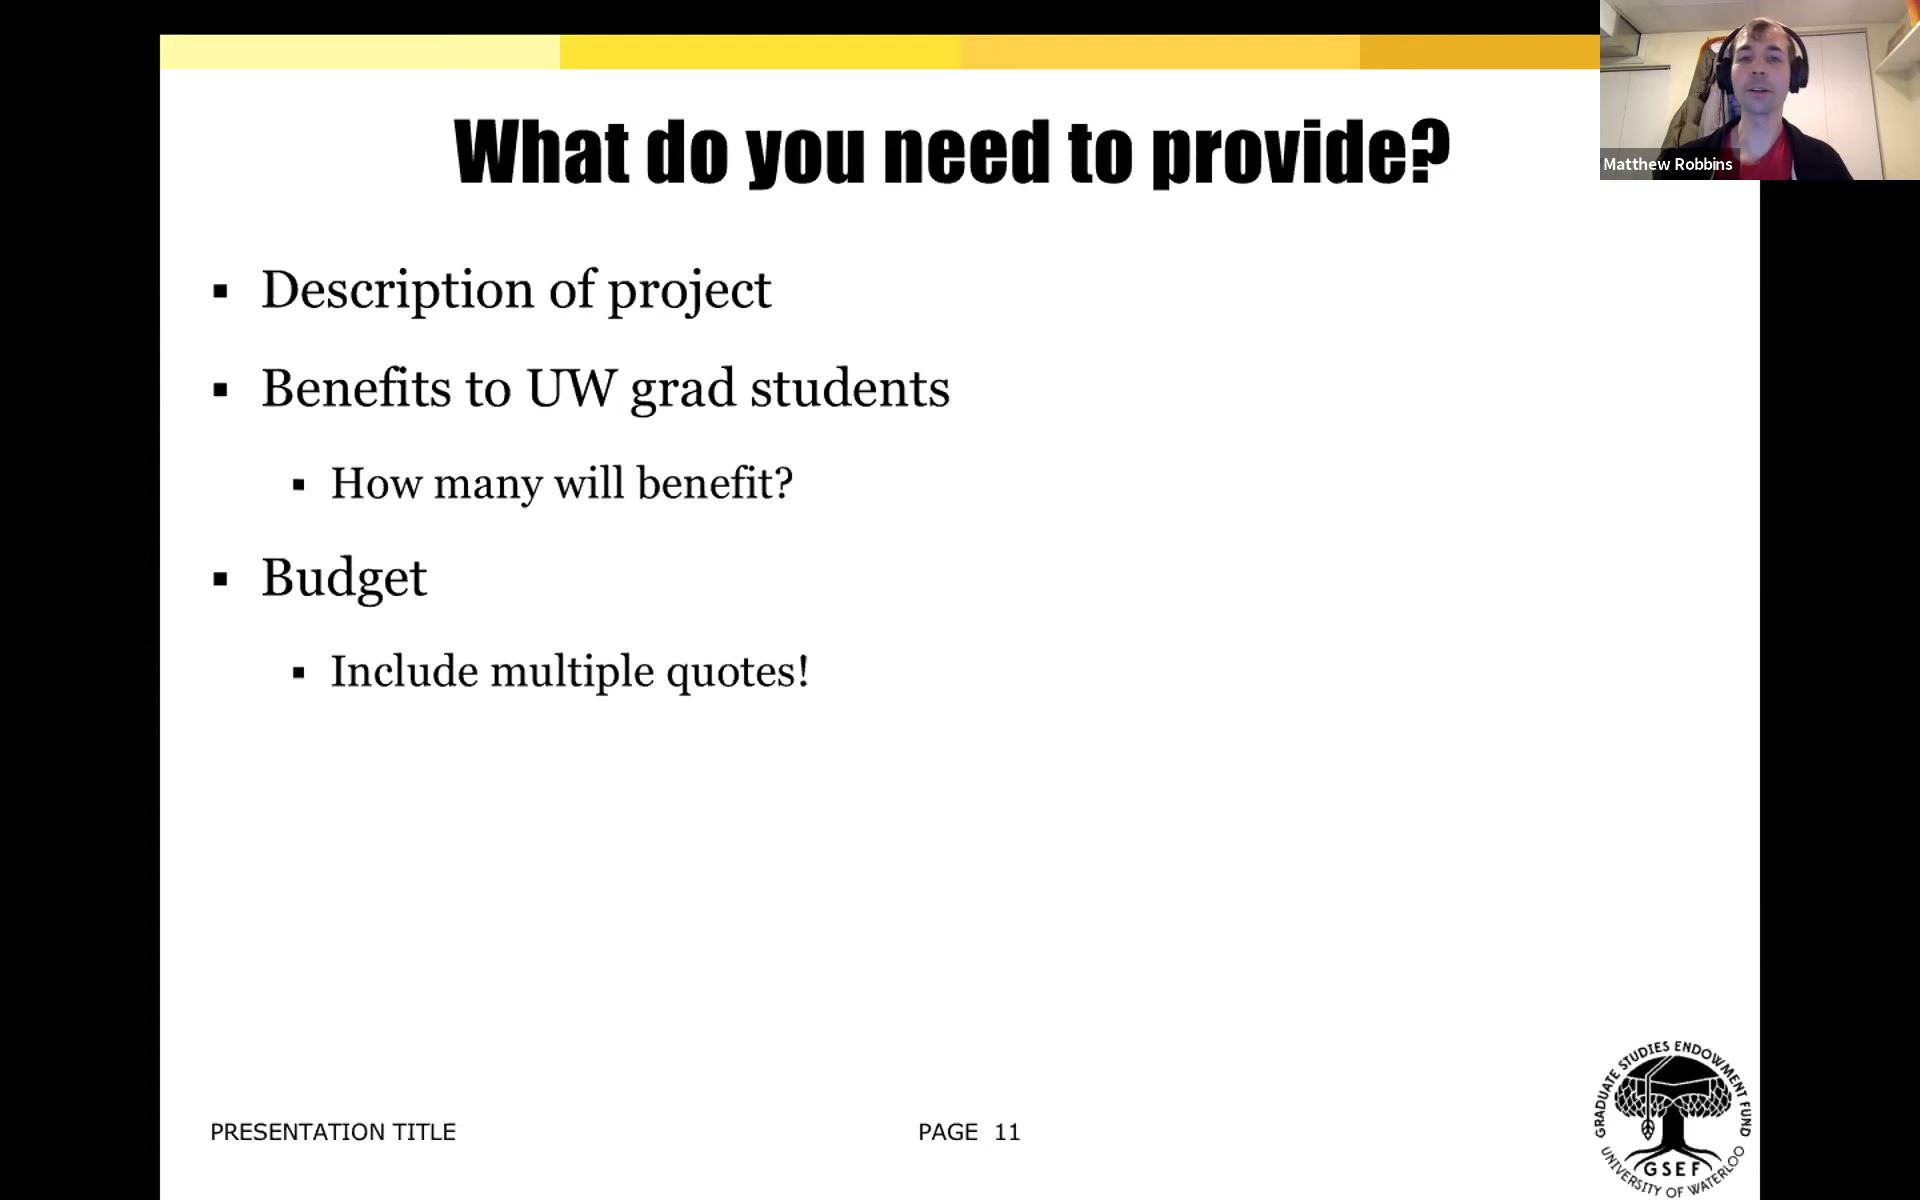 What do you need to provide?
Matthew Robbins
▪ Description of project
▪ Benefits to UW grad students
▪ How many will benefit?
▪ Budget
▪ Include multiple quotes!
PRESENTATION TITLE
PAGE 11
GRADUATE STUDIES ENDOWMENT FUND
GSEF
UNIVERSITY OF WATERLOO